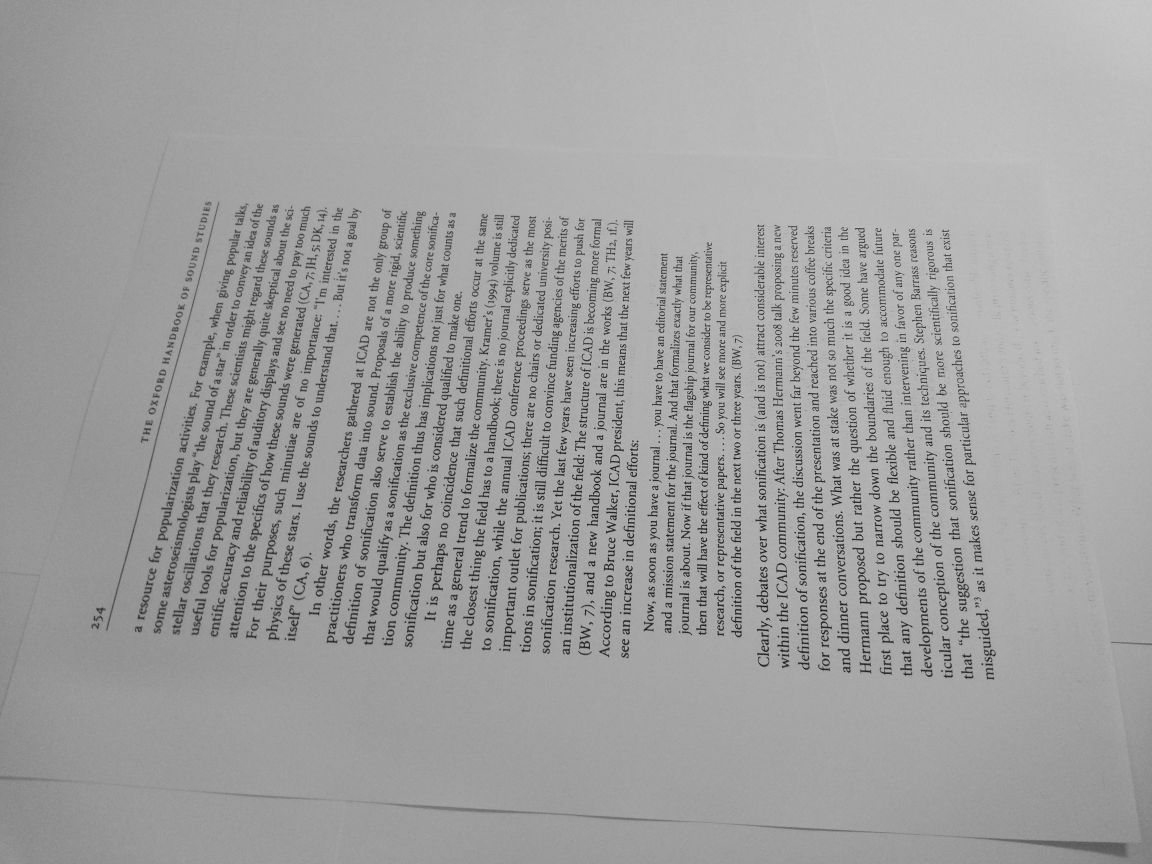 254
THE OXFORD HANDBOOK OF SOUND STUDIES
a resource for popularization activities. For example, when giving popular talks,
some asteroseismologists play “the sound of a star” in order to convey an idea of the
stellar oscillations that they research. These scientists might regard these sounds as
useful tools for popularization, but they are generally quite skeptical about the sci-
entific accuracy and reliability of auditory displays and see no need to pay too much
attention to the specifics of how these sounds were generated (CA, 7; JH, 5; DK, 14).
For their purposes, such minutiae are of no importance: “I’m interested in the
physics of these stars. I use the sounds to understand that. . . . But it’s not a goal by
itself” (CA, 6).
In other words, the researchers gathered at ICAD are not the only group of
practitioners who transform data into sound. Proposals of a more rigid, scientific
definition of sonification also serve to establish the ability to produce something
that would qualify as a sonification as the exclusive competence of the core sonifica-
tion community. The definition thus has implications not just for what counts as a
sonification but also for who is considered qualified to make one.
It is perhaps no coincidence that such definitional efforts occur at the same
time as a general trend to formalize the community. Kramer’s (1994) volume is still
the closest thing the field has to a handbook; there is no journal explicitly dedicated
to sonification, while the annual ICAD conference proceedings serve as the most
important outlet for publications; there are no chairs or dedicated university posi-
tions in sonification; it is still difficult to convince funding agencies of the merits of
sonification research. Yet the last few years have seen increasing efforts to push for
an institutionalization of the field: The structure of ICAD is becoming more formal
(BW, 7), and a new handbook and a journal are in the works (BW, 7; TH2, 1f.).
According to Bruce Walker, ICAD president, this means that the next few years will
see an increase in definitional efforts:
Now, as soon as you have a journal . . . you have to have an editorial statement
and a mission statement for the journal. And that formalizes exactly what that
journal is about. Now if that journal is the flagship journal for our community,
then that will have the effect of kind of defining what we consider to be representative
research, or representative papers. . . . So you will see more and more explicit
definition of the field in the next two or three years. (BW, 7)
Clearly, debates over what sonification is (and is not) attract considerable interest
within the ICAD community: After Thomas Hermann’s 2008 talk proposing a new
definition of sonification, the discussion went far beyond the few minutes reserved
for responses at the end of the presentation and reached into various coffee breaks
and dinner conversations. What was at stake was not so much the specific criteria
Hermann proposed but rather the question of whether it is a good idea in the
first place to try to narrow down the boundaries of the field. Some have argued
that any definition should be flexible and fluid enough to accommodate future
developments of the community rather than intervening in favor of any one par-
ticular conception of the community and its techniques. Stephen Barrass reasons
that “the suggestion that sonification should be more scientifically rigorous is
misguided,”³ as it makes sense for particular approaches to sonification that exist